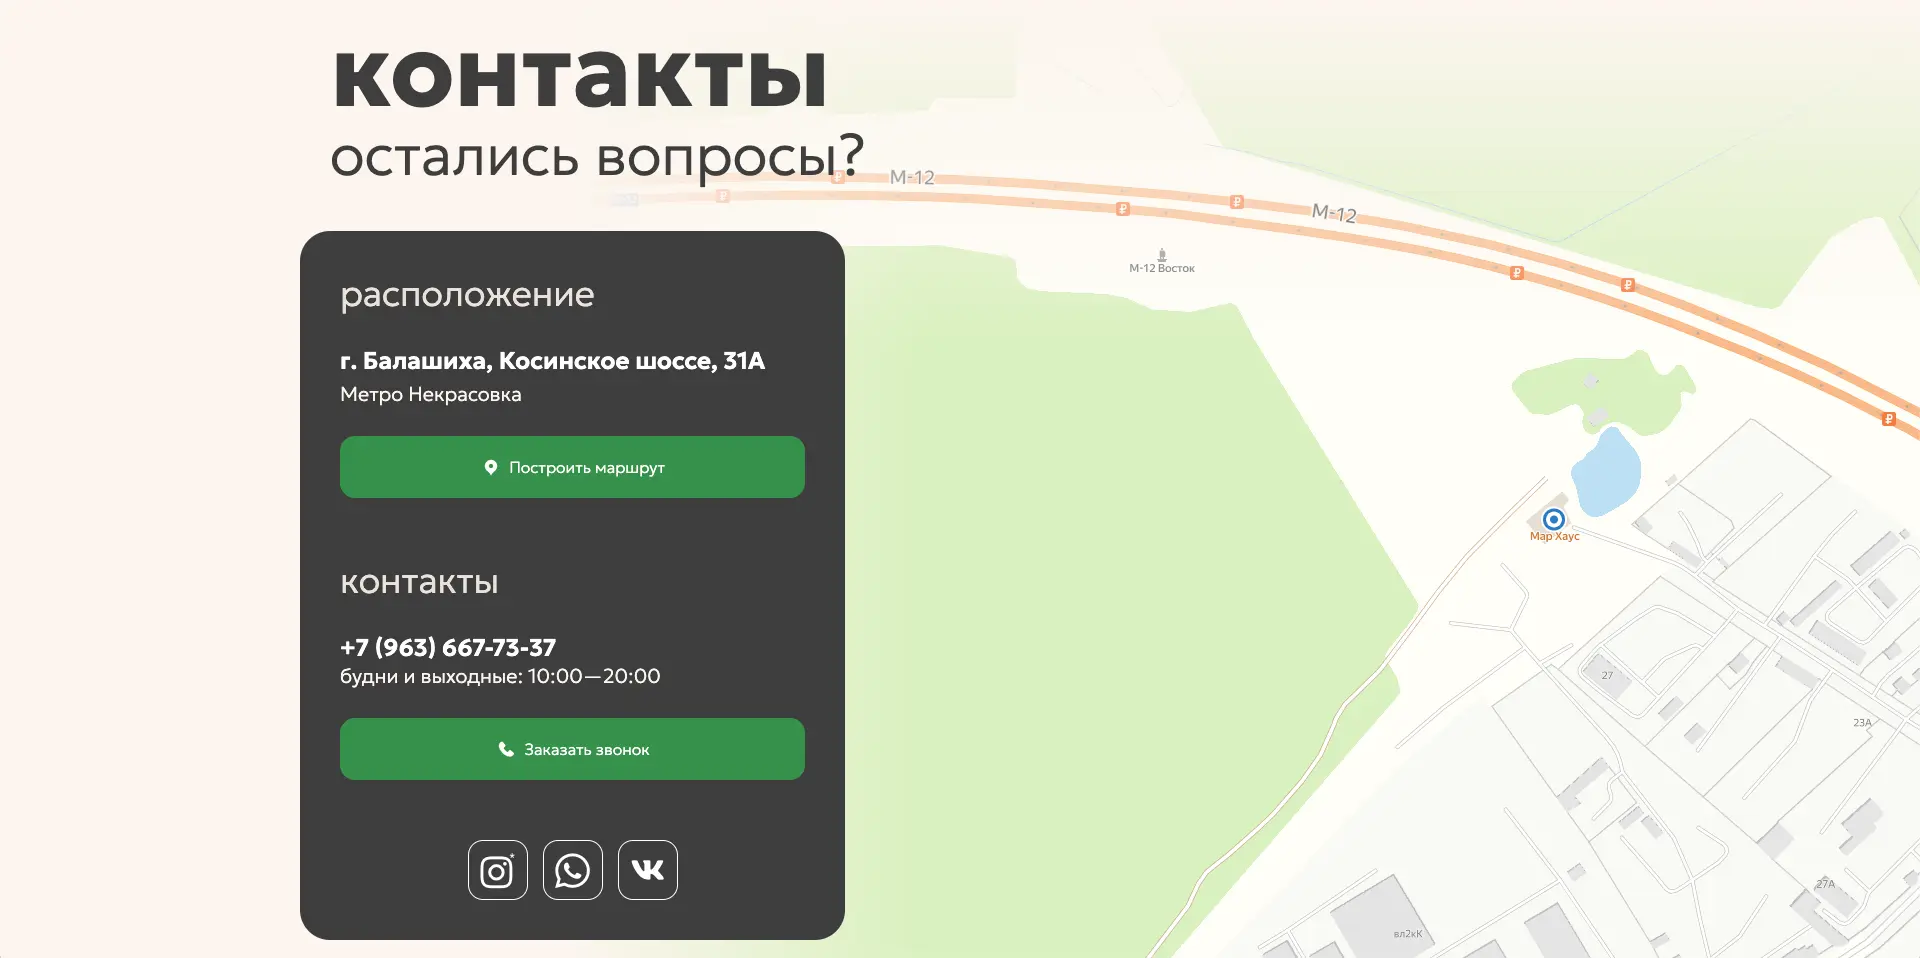 контакты
остались вопросы?
М-12
М-12
М-12 Восток
расположение
г. Балашиха, Косинское шоссе, 31А
Метро Некрасовка
Построить маршрут
Мар Хаус
контакты
+7 (963) 667-73-37
будни и выходные: 10:00—20:00
27
23А
Заказать звонок
27А
вл2кК